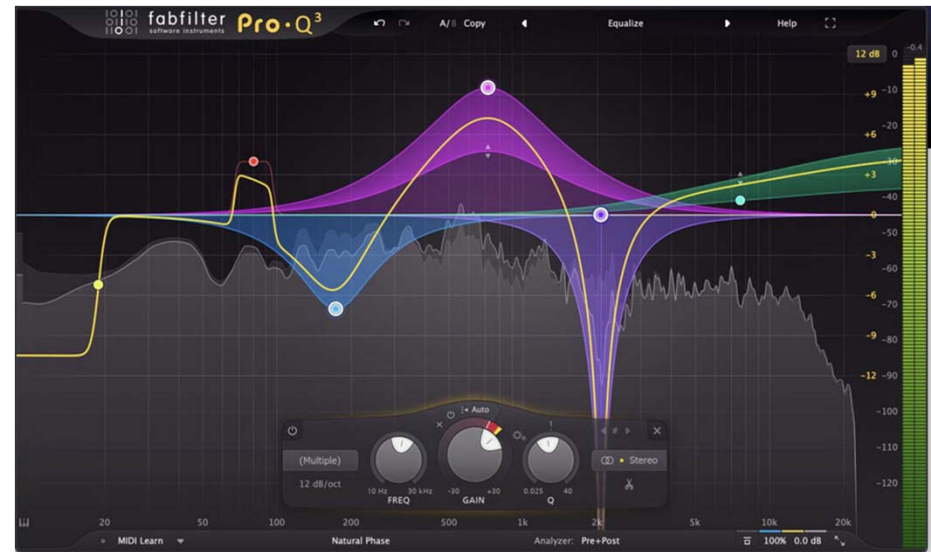 fabfilter Pro·Q³
software instruments
A/B Copy
Equalize
Help
12 dB 0 -0.4
+9 -10
-20
+6
-30
+3
-40
0
-50
-3
-60
-6
-70
-9 -80
-12 -90
-100
-110
-120
Auto
(Multiple)
12 dB/oct
10 Hz 30 kHz
FREQ
-30 +30
GAIN
0.025 40
Q
Stereo
20 50 100 200 500 1k 2k 5k 10k 20k
MIDI Learn
Natural Phase
Analyzer: Pre+Post
100% 0.0 dB